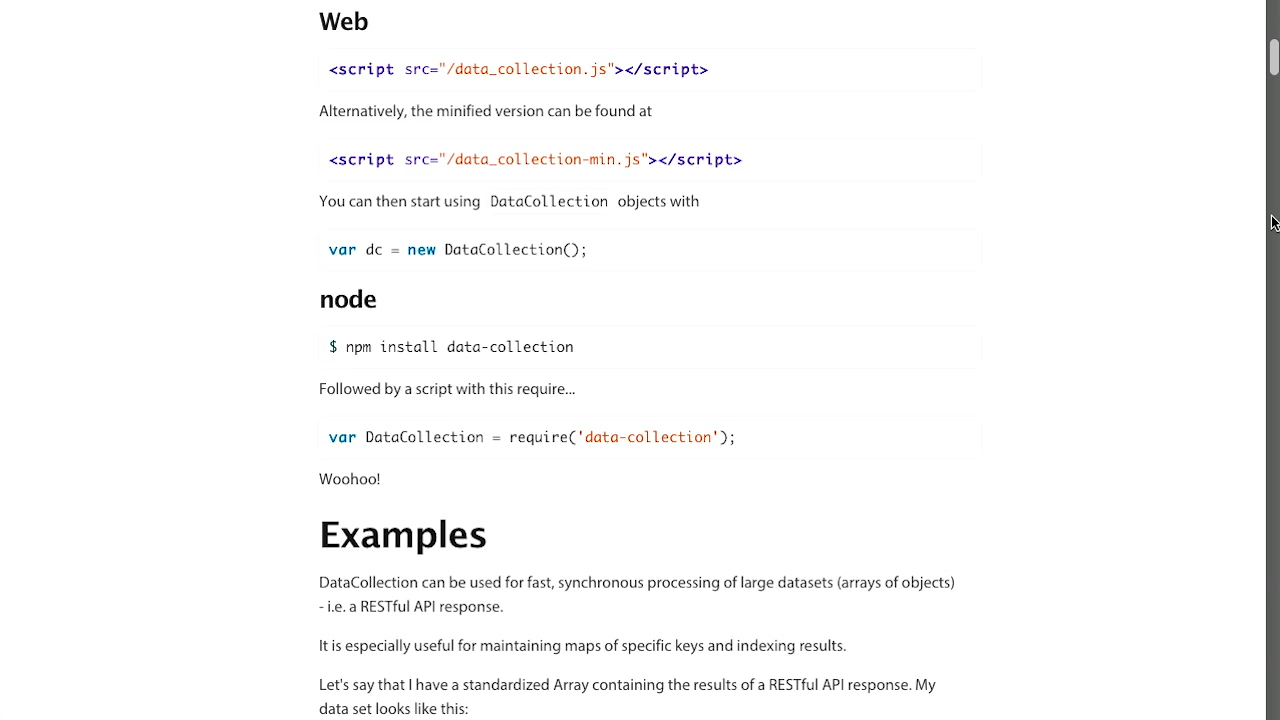 Web
<script src="/data_collection.js"></script>
Alternatively, the minified version can be found at
<script src="/data_collection-min.js"></script>
You can then start using DataCollection objects with
var dc = new DataCollection();
node
$ npm install data-collection
Followed by a script with this require...
var DataCollection = require('data-collection');
Woohoo!
Examples
DataCollection can be used for fast, synchronous processing of large datasets (arrays of objects)
- i.e. a RESTful API response.
It is especially useful for maintaining maps of specific keys and indexing results.
Let's say that I have a standardized Array containing the results of a RESTful API response. My
data set looks like this: